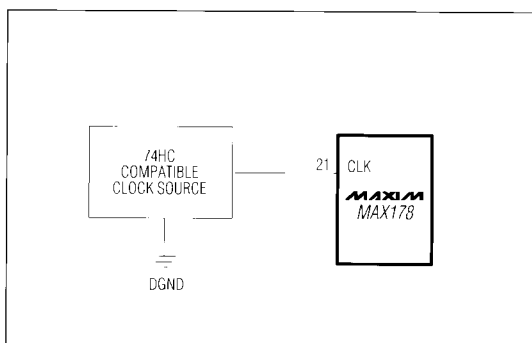 74HC
COMPATIBLE
CLOCK SOURCE
DGND
21 CLK
MAXIM
MAX178